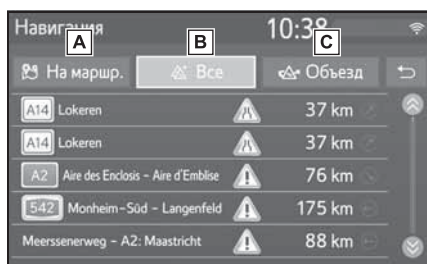 Навигация 10:38
A B C
На маршр. Все Объезд
A14 Lokeren 37 km
A14 Lokeren 37 km
A2 Aire des Enclosis - Aire d'Emblise 76 km
542 Monheim-Süd - Langenfeld 175 km
Meerssenerweg - A2: Maastricht 88 km